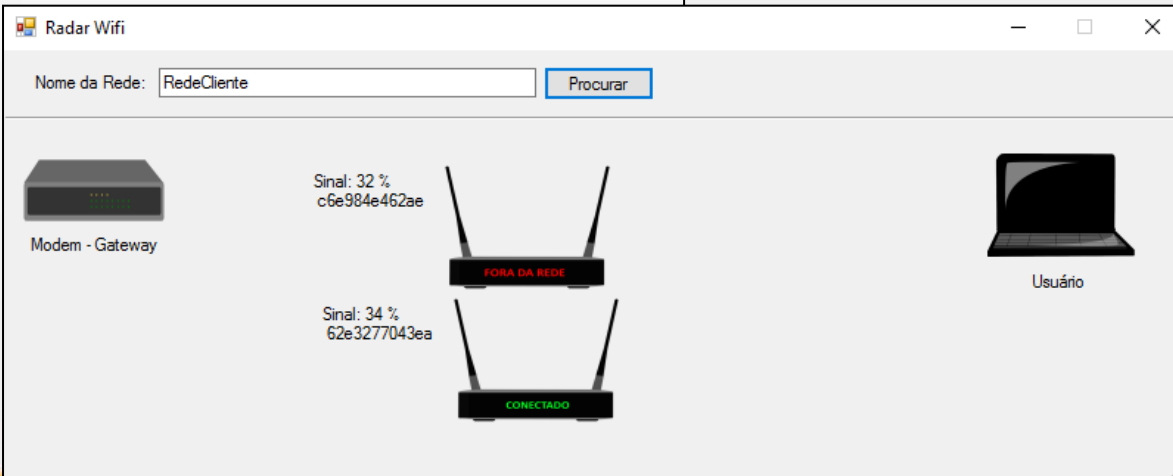 Radar Wifi
Nome da Rede: RedeCliente Procurar
Sinal: 32 %
c6e984e462ae
FORA DA REDE
Modem - Gateway
Usuário
Sinal: 34 %
62e3277043ea
CONECTADO